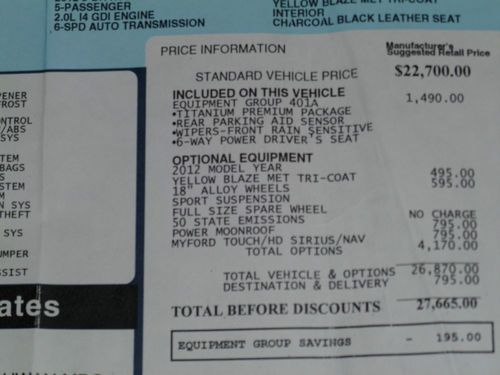 5-PASSENGER
2.0L I4 GDI ENGINE
6-SPD AUTO TRANSMISSION
YELLOW BLAZE MET TRI-COAT
INTERIOR
CHARCOAL BLACK LEATHER SEAT
PRICE INFORMATION
Manufacturer's
Suggested Retail Price
STANDARD VEHICLE PRICE $22,700.00
INCLUDED ON THIS VEHICLE
EQUIPMENT GROUP 401A 1,490.00
•TITANIUM PREMIUM PACKAGE
•REAR PARKING AID SENSOR
•WIPERS-FRONT RAIN SENSITIVE
•6-WAY POWER DRIVER'S SEAT
OPTIONAL EQUIPMENT
2012 MODEL YEAR
YELLOW BLAZE MET TRI-COAT 495.00
18" ALLOY WHEELS 595.00
SPORT SUSPENSION
FULL SIZE SPARE WHEEL
50 STATE EMISSIONS NO CHARGE
POWER MOONROOF 795.00
MYFORD TOUCH/HD SIRIUS/NAV 795.00
TOTAL OPTIONS 4,170.00
TOTAL VEHICLE & OPTIONS 26,870.00
DESTINATION & DELIVERY 795.00
TOTAL BEFORE DISCOUNTS 27,665.00
EQUIPMENT GROUP SAVINGS - 195.00
PENER
ROST
NTROL
/ABS
SYS
TEM
BAGS
S
STEM
M
N SYS
THEFT
SYS
UMPER
SSIST
ates